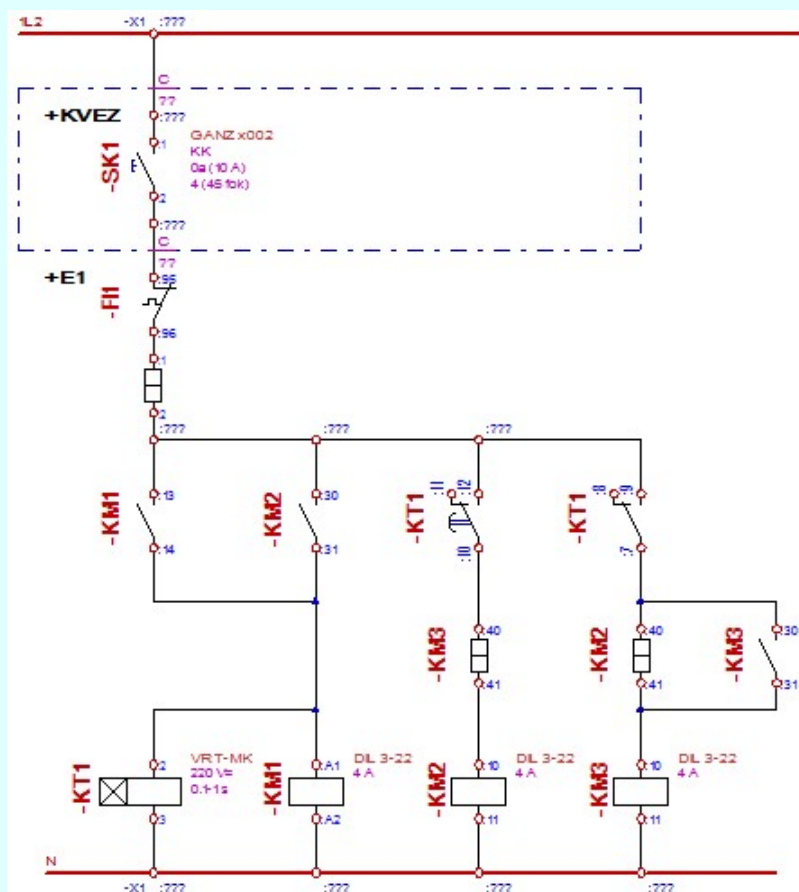 1L2 -X1 :???
C
77
+KVEZ :???
:1 GANZ x002
-SK1 KK
0a (10 A)
:2 4 (45 fok)
:???
C
77
+E1 :95
-FI1
:96
:1
:2
:??? :??? :???
:13 :30 :11 :12 :8 :9
-KM1 -KM2 -KT1 -KT1
:14 :31 :10 :7
:40 :40 :30
-KM3 -KM2 -KM3
:41 :41 :31
:2 VRT-MK :A1 DIL 3-22 :10 DIL 3-22 :10 DIL 3-22
-KT1 220 V= -KM1 4 A -KM2 4 A -KM3 4 A
0.1-1s
:3 :A2 :11 :11
N
-X1 :??? :??? :??? :???